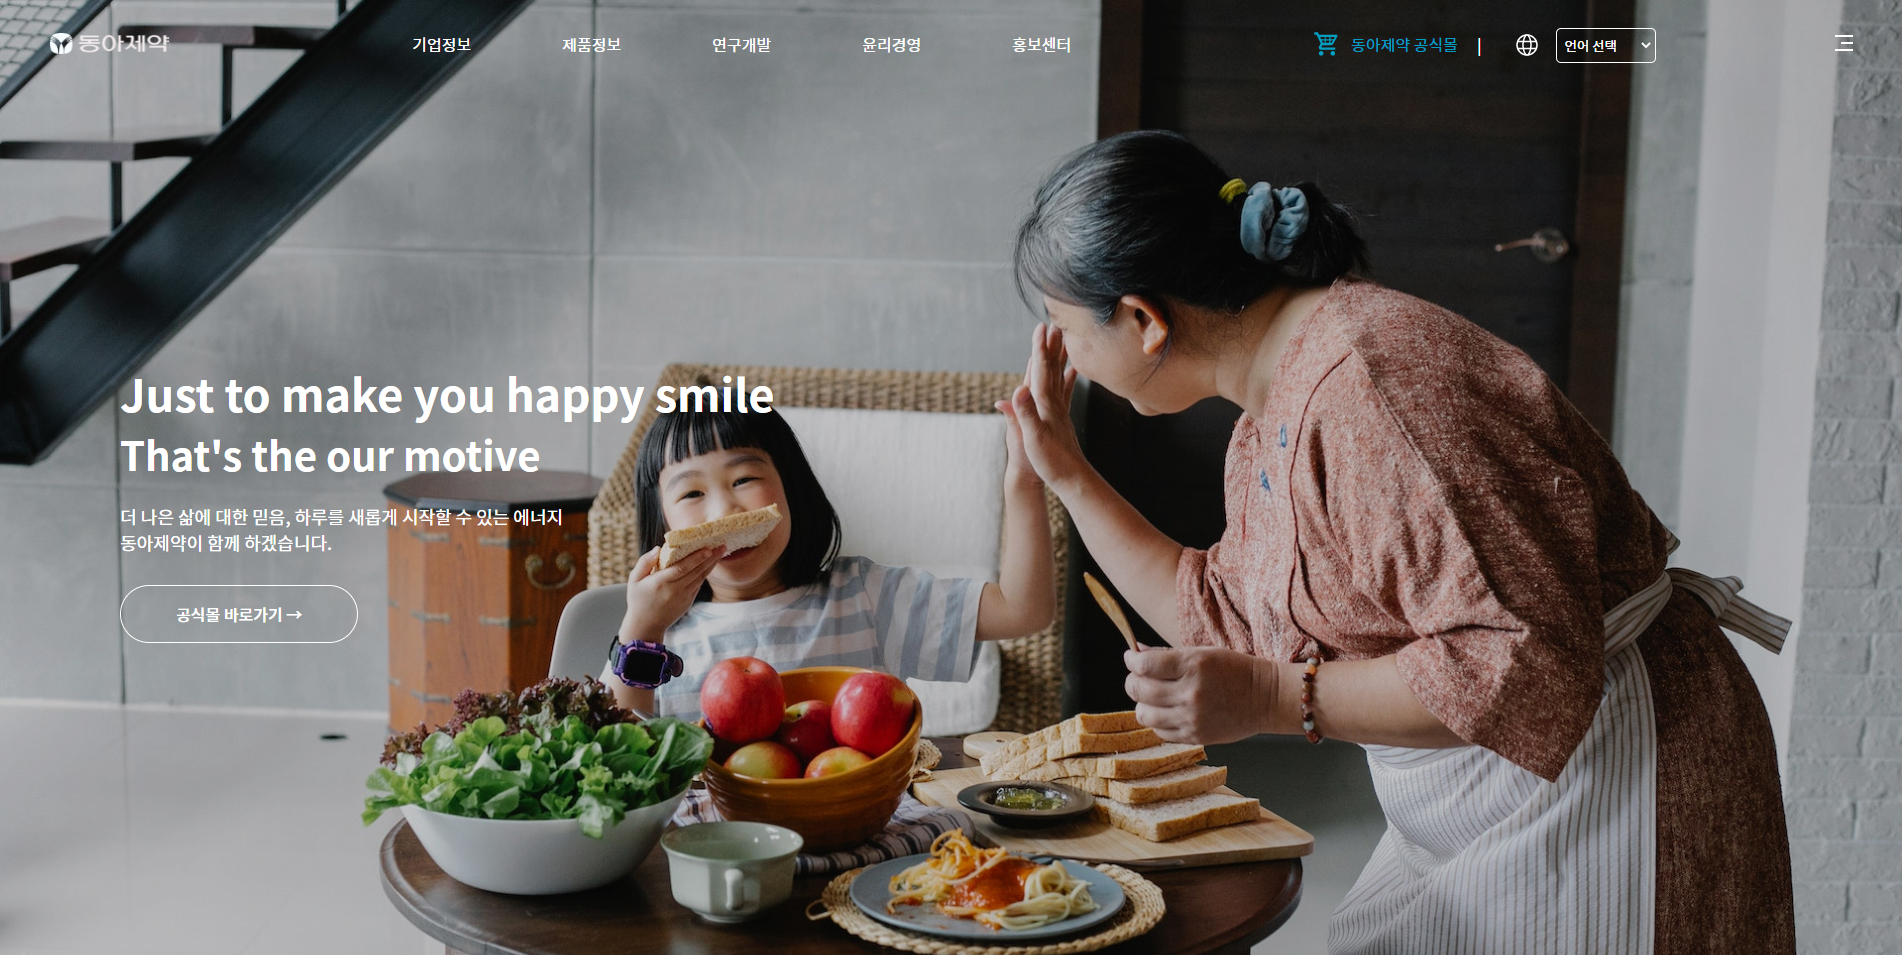 동아제약
기업정보
제품정보
연구개발
윤리경영
홍보센터
동아제약 공식몰 |
언어 선택
Just to make you happy smile
That's the our motive
더 나은 삶에 대한 믿음, 하루를 새롭게 시작할 수 있는 에너지
동아제약이 함께 하겠습니다.
공식몰 바로가기 →